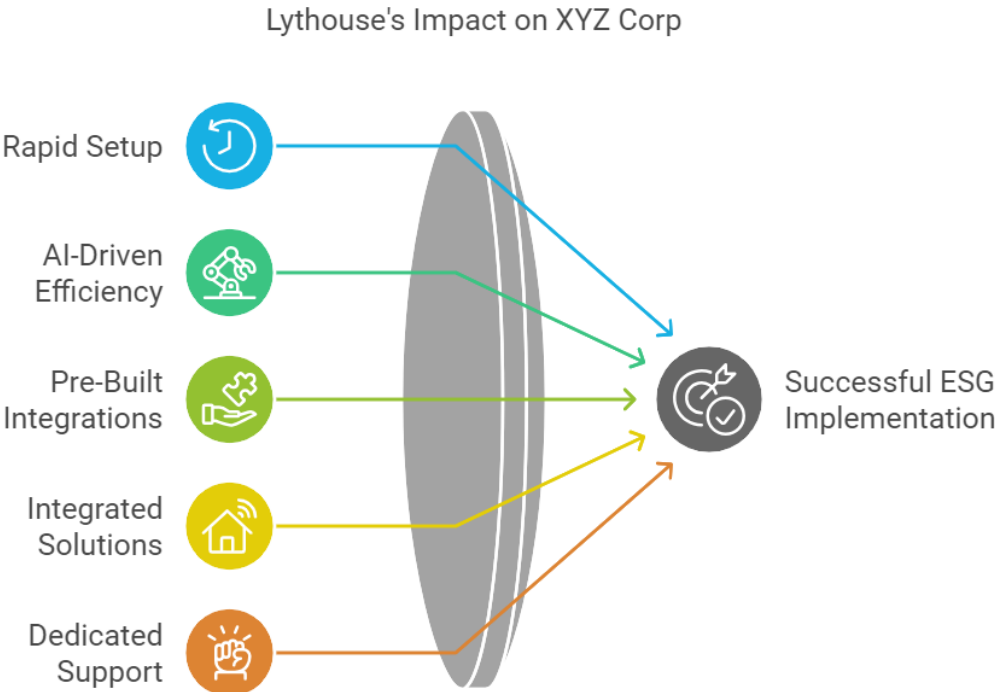 Lythouse's Impact on XYZ Corp
Rapid Setup
AI-Driven
Efficiency
Pre-Built
Integrations
Integrated
Solutions
Dedicated
Support
Successful ESG
Implementation